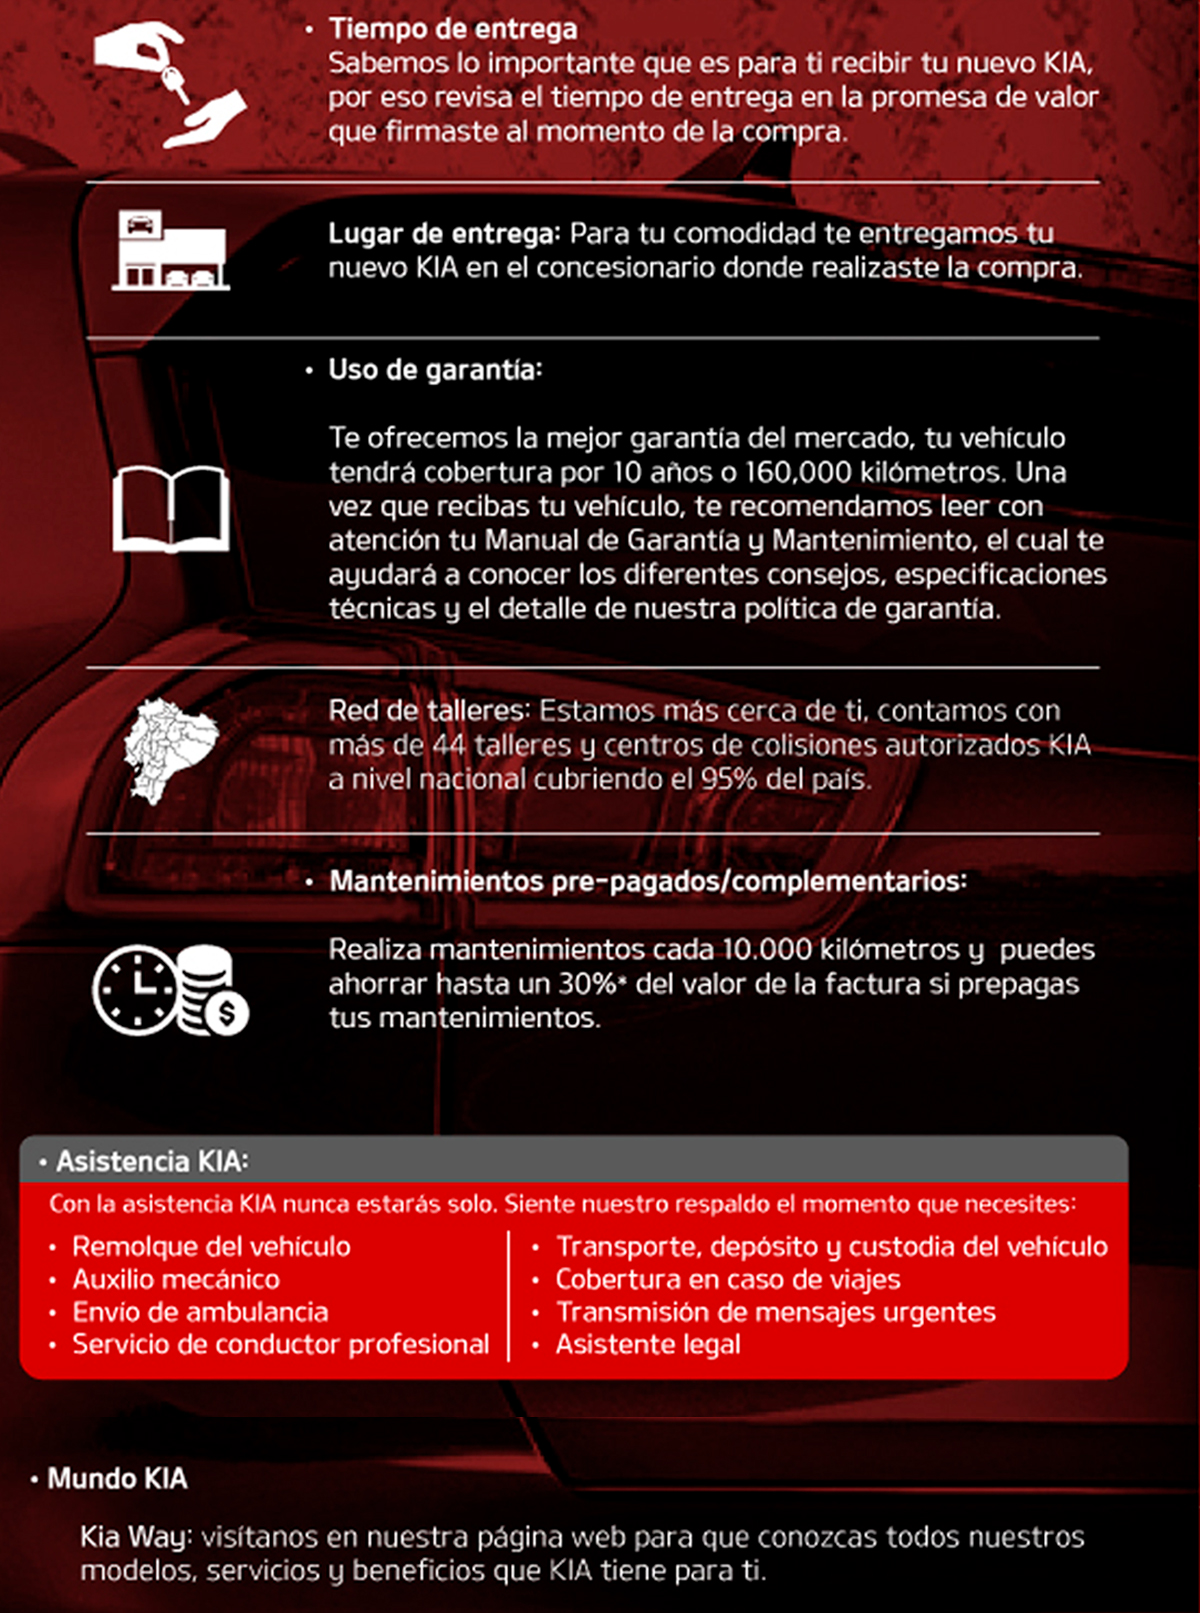 • Tiempo de entrega
Sabemos lo importante que es para ti recibir tu nuevo KIA,
por eso revisa el tiempo de entrega en la promesa de valor
que firmaste al momento de la compra.
Lugar de entrega: Para tu comodidad te entregamos tu
nuevo KIA en el concesionario donde realizaste la compra.
• Uso de garantía:
Te ofrecemos la mejor garantía del mercado, tu vehículo
tendrá cobertura por 10 años o 160,000 kilómetros. Una
vez que recibas tu vehículo, te recomendamos leer con
atención tu Manual de Garantía y Mantenimiento, el cual te
ayudará a conocer los diferentes consejos, especificaciones
técnicas y el detalle de nuestra política de garantía.
Red de talleres: Estamos más cerca de ti, contamos con
más de 44 talleres y centros de colisiones autorizados KIA
a nivel nacional cubriendo el 95% del país.
• Mantenimientos pre-pagados/complementarios:
Realiza mantenimientos cada 10.000 kilómetros y puedes
ahorrar hasta un 30%* del valor de la factura si prepagas
tus mantenimientos.
$
• Asistencia KIA:
Con la asistencia KIA nunca estarás solo. Siente nuestro respaldo el momento que necesites:
• Remolque del vehículo
• Auxilio mecánico
• Envío de ambulancia
• Servicio de conductor profesional
• Transporte, depósito y custodia del vehículo
• Cobertura en caso de viajes
• Transmisión de mensajes urgentes
• Asistente legal
• Mundo KIA
Kia Way: visítanos en nuestra página web para que conozcas todos nuestros
modelos, servicios y beneficios que KIA tiene para ti.